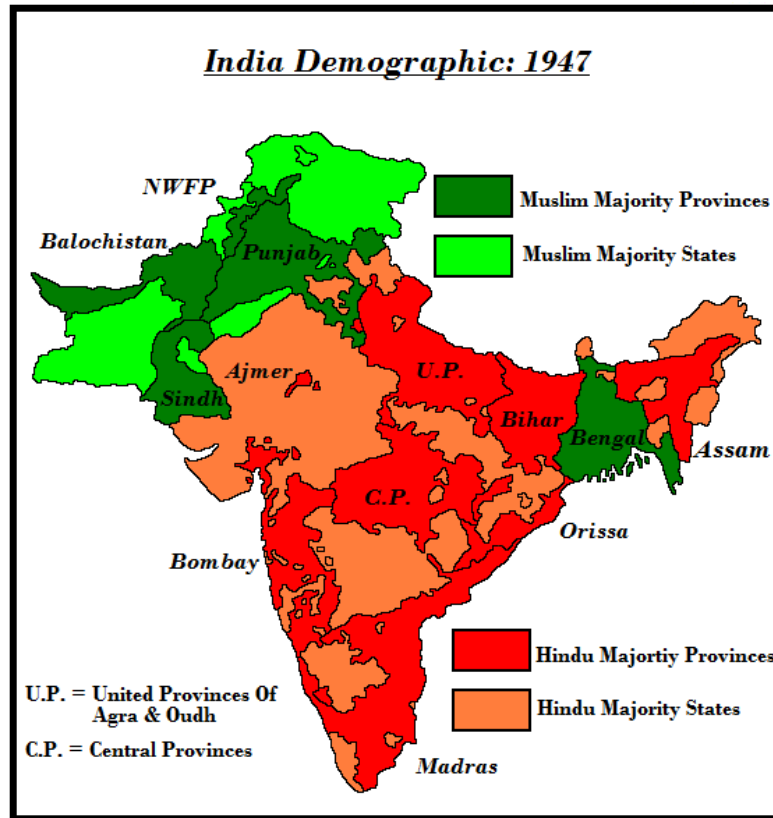 India Demographic: 1947
NWFP
Muslim Majority Provinces
Balochistan
Punjab
Muslim Majority States
Ajmer
U.P.
Sindh
Bihar
Bengal
Assam
C.P.
Orissa
Bombay
Hindu Majortiy Provinces
U.P. = United Provinces Of
Agra & Oudh
Hindu Majority States
C.P. = Central Provinces
Madras